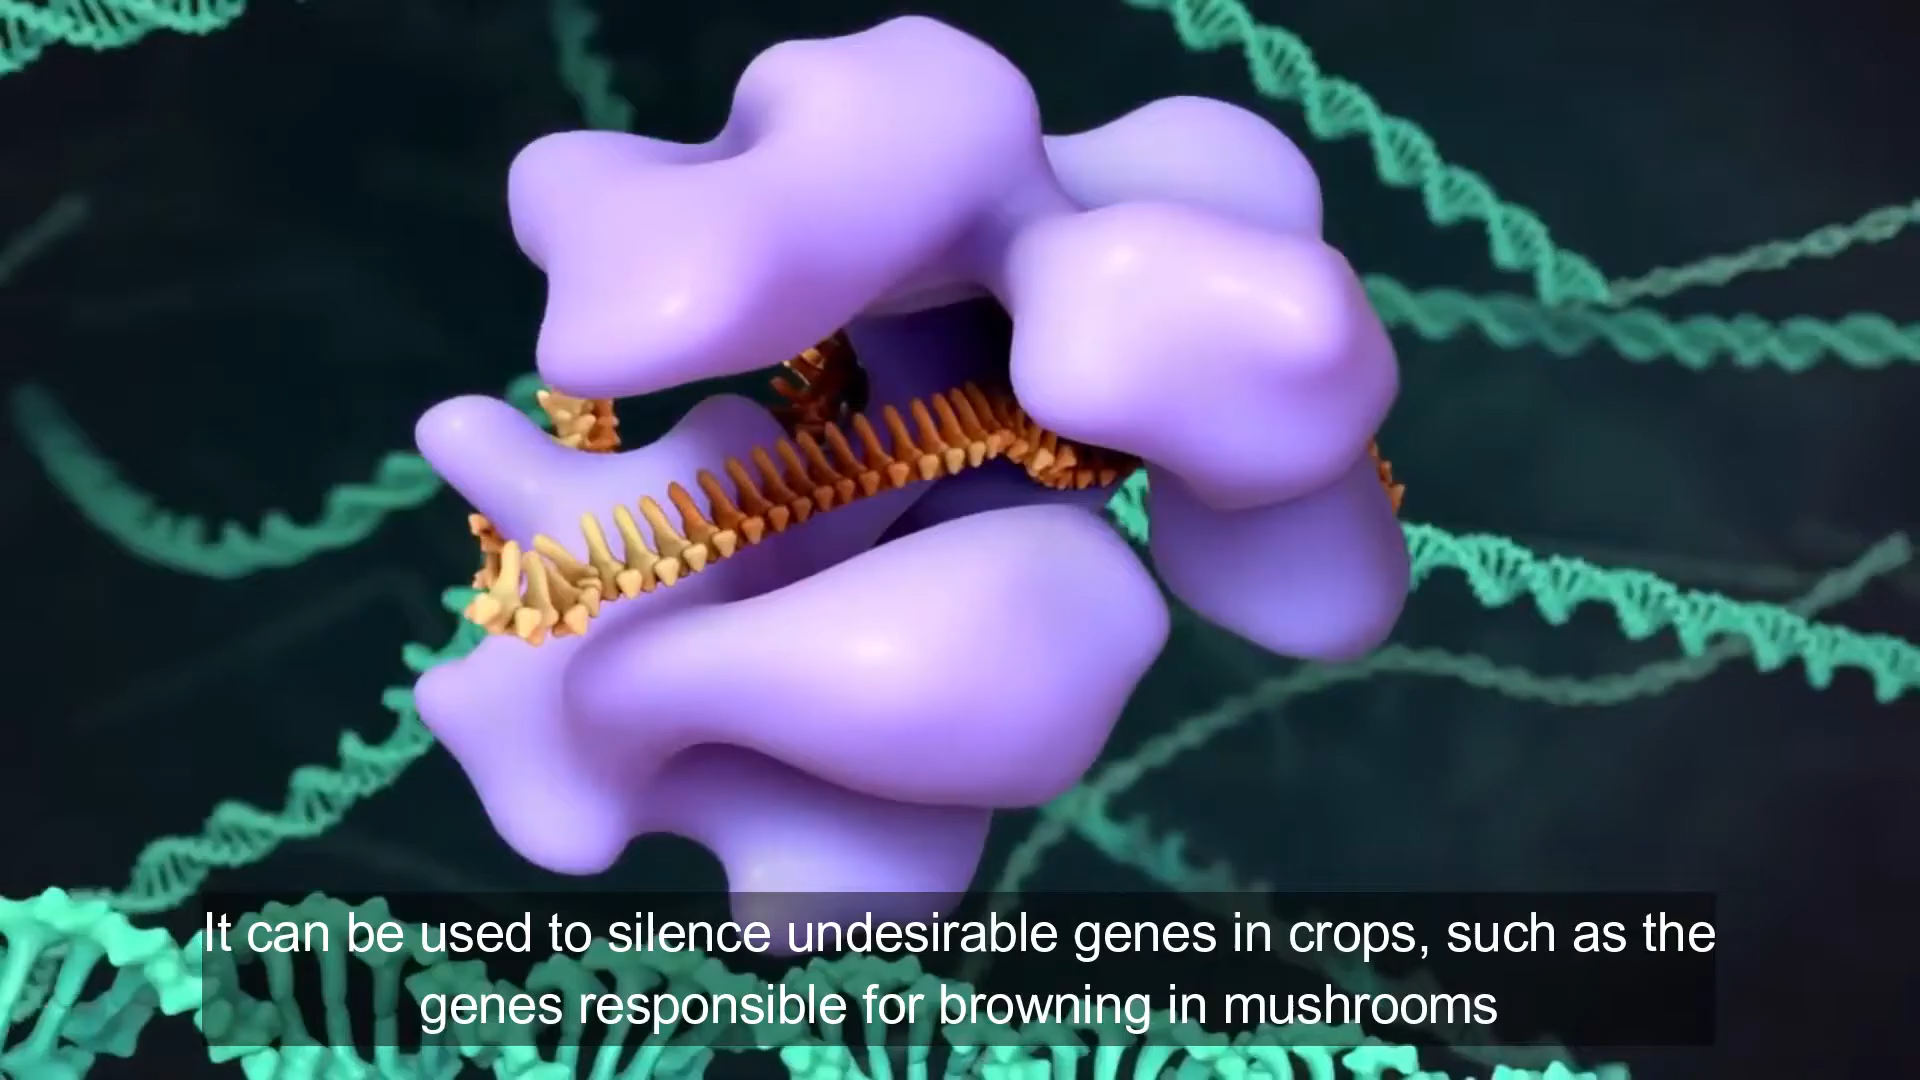 It can be used to silence undesirable genes in crops, such as the
genes responsible for browning in mushrooms